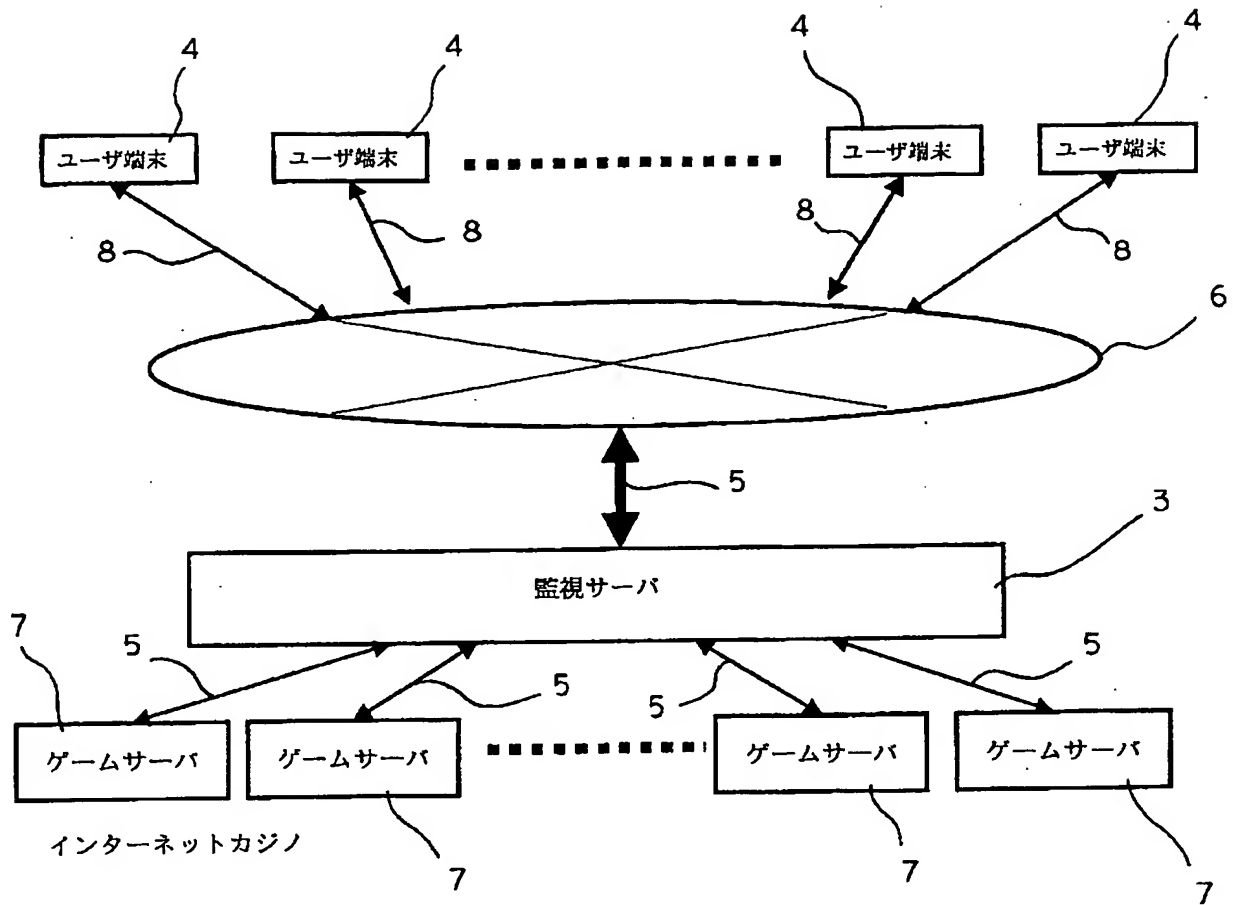 4 4 4 4
ユーザ端末 ユーザ端末 ユーザ端末 ユーザ端末
8 8 8 8
6
5
3
監視サーバ
7 5 5 5 5
ゲームサーバ ゲームサーバ ゲームサーバ ゲームサーバ
インターネットカジノ
7 7 7